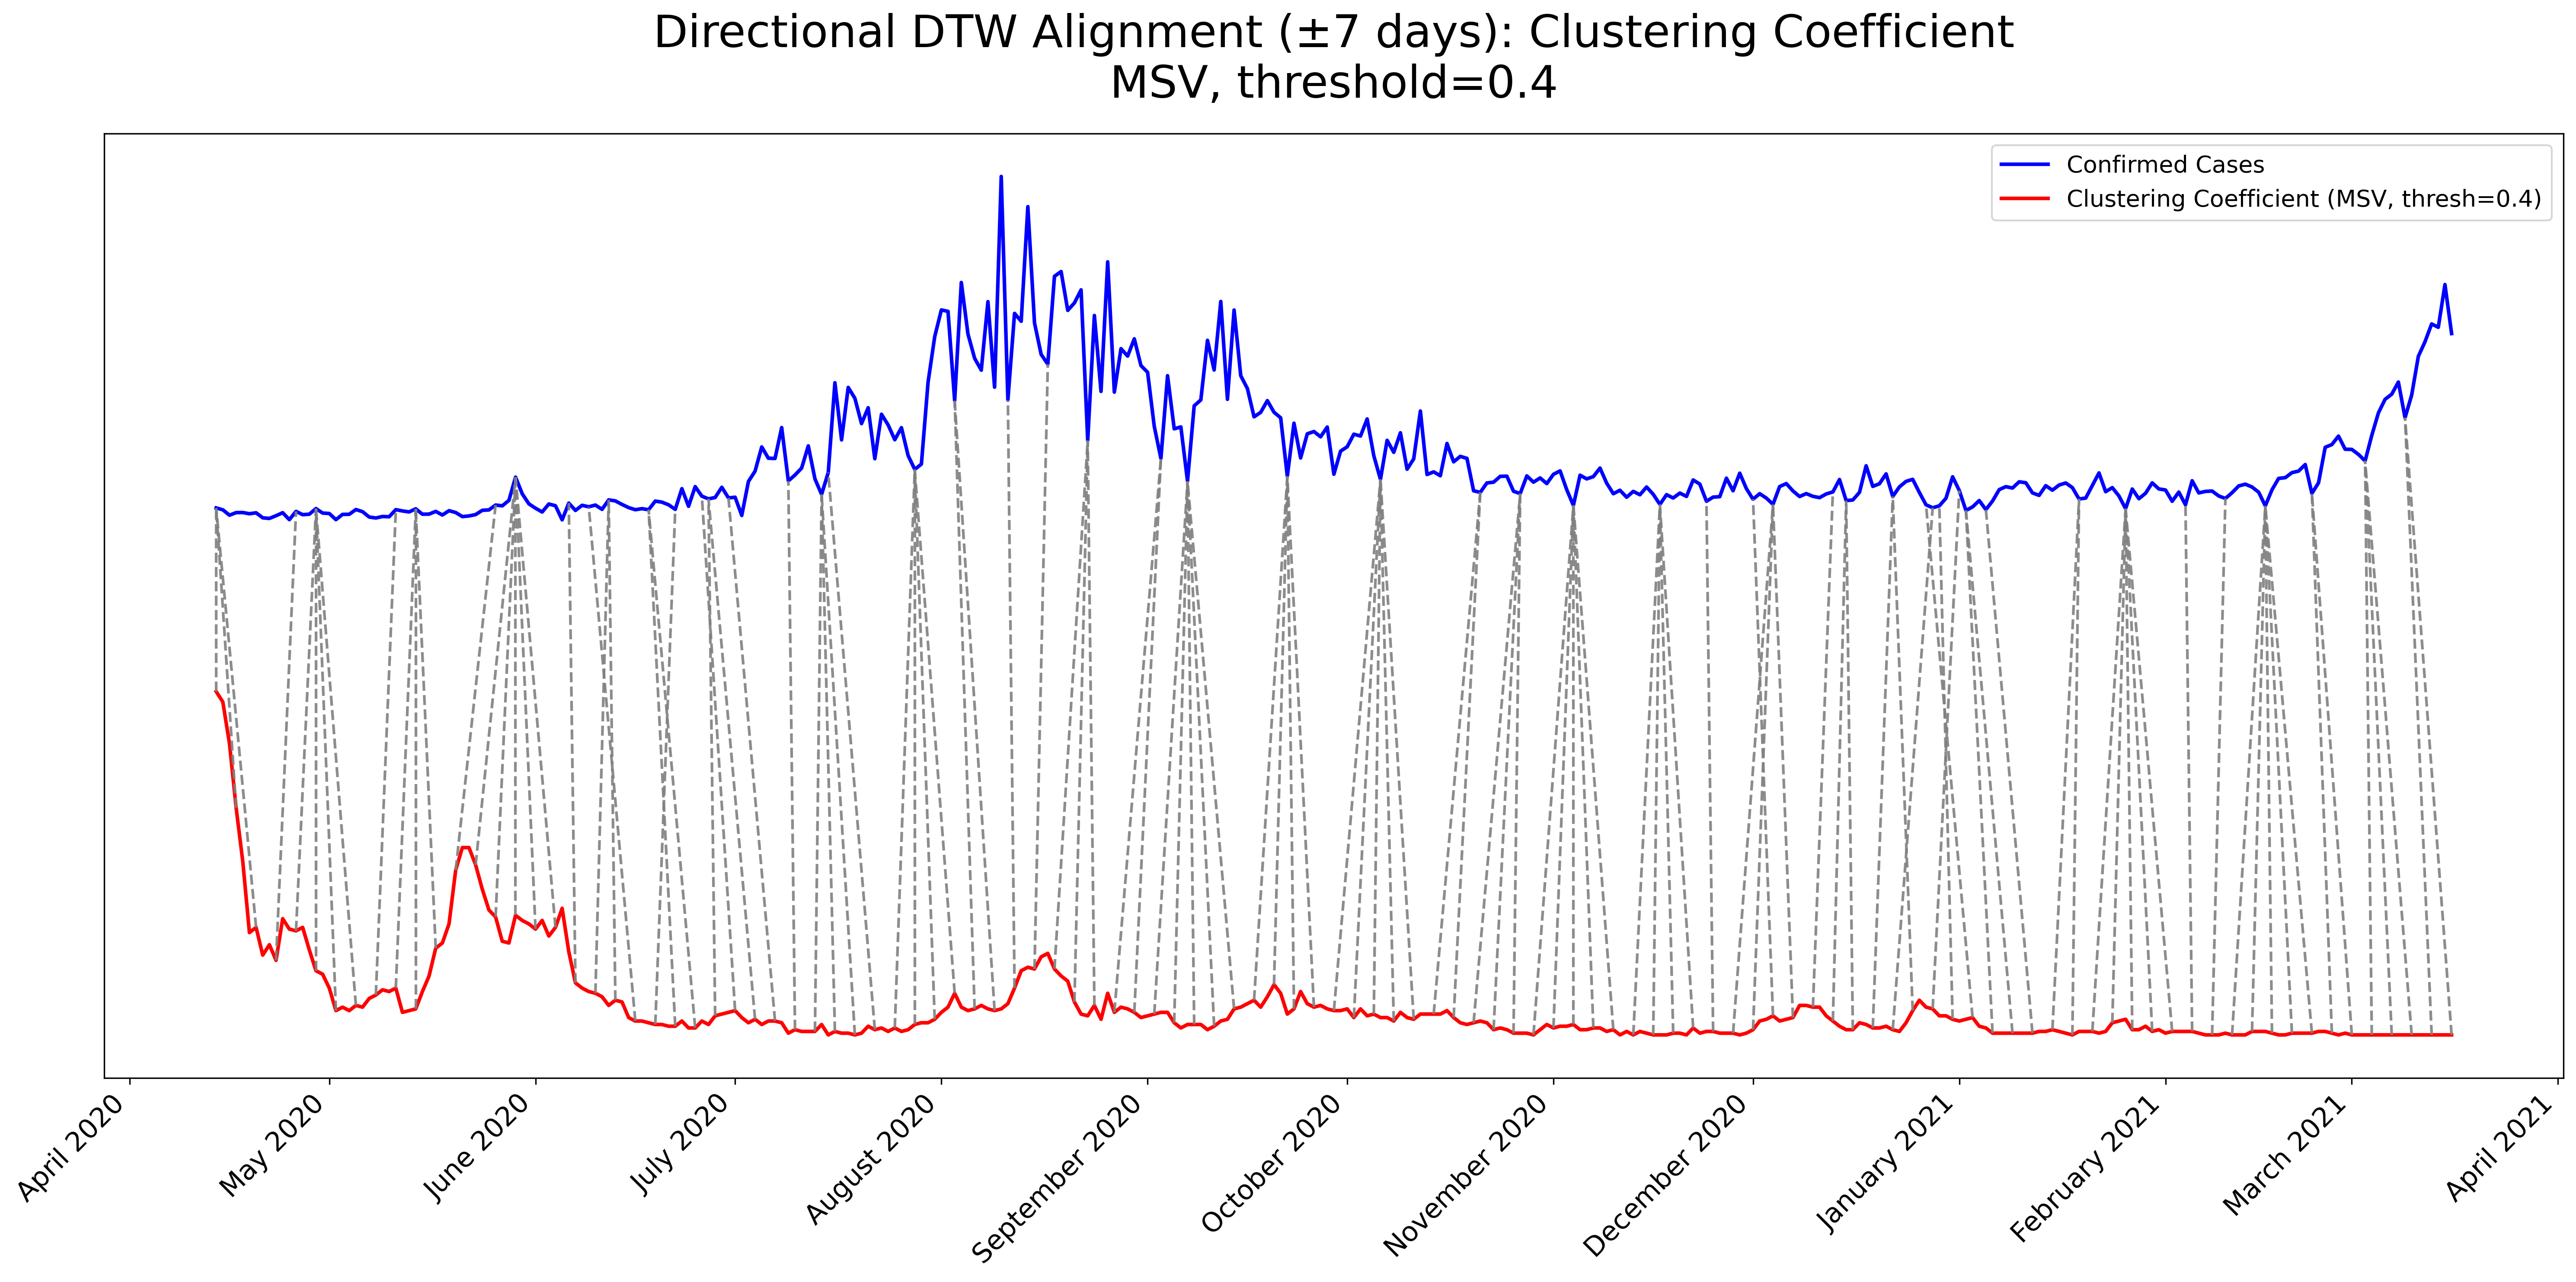 Directional DTW Alignment (±7 days): Clustering Coefficient
MSV, threshold=0.4
Confirmed Cases
Clustering Coefficient (MSV, thresh=0.4)
April 2020
May 2020
June 2020
July 2020
August 2020
September 2020
October 2020
November 2020
December 2020
January 2021
February 2021
March 2021
April 2021